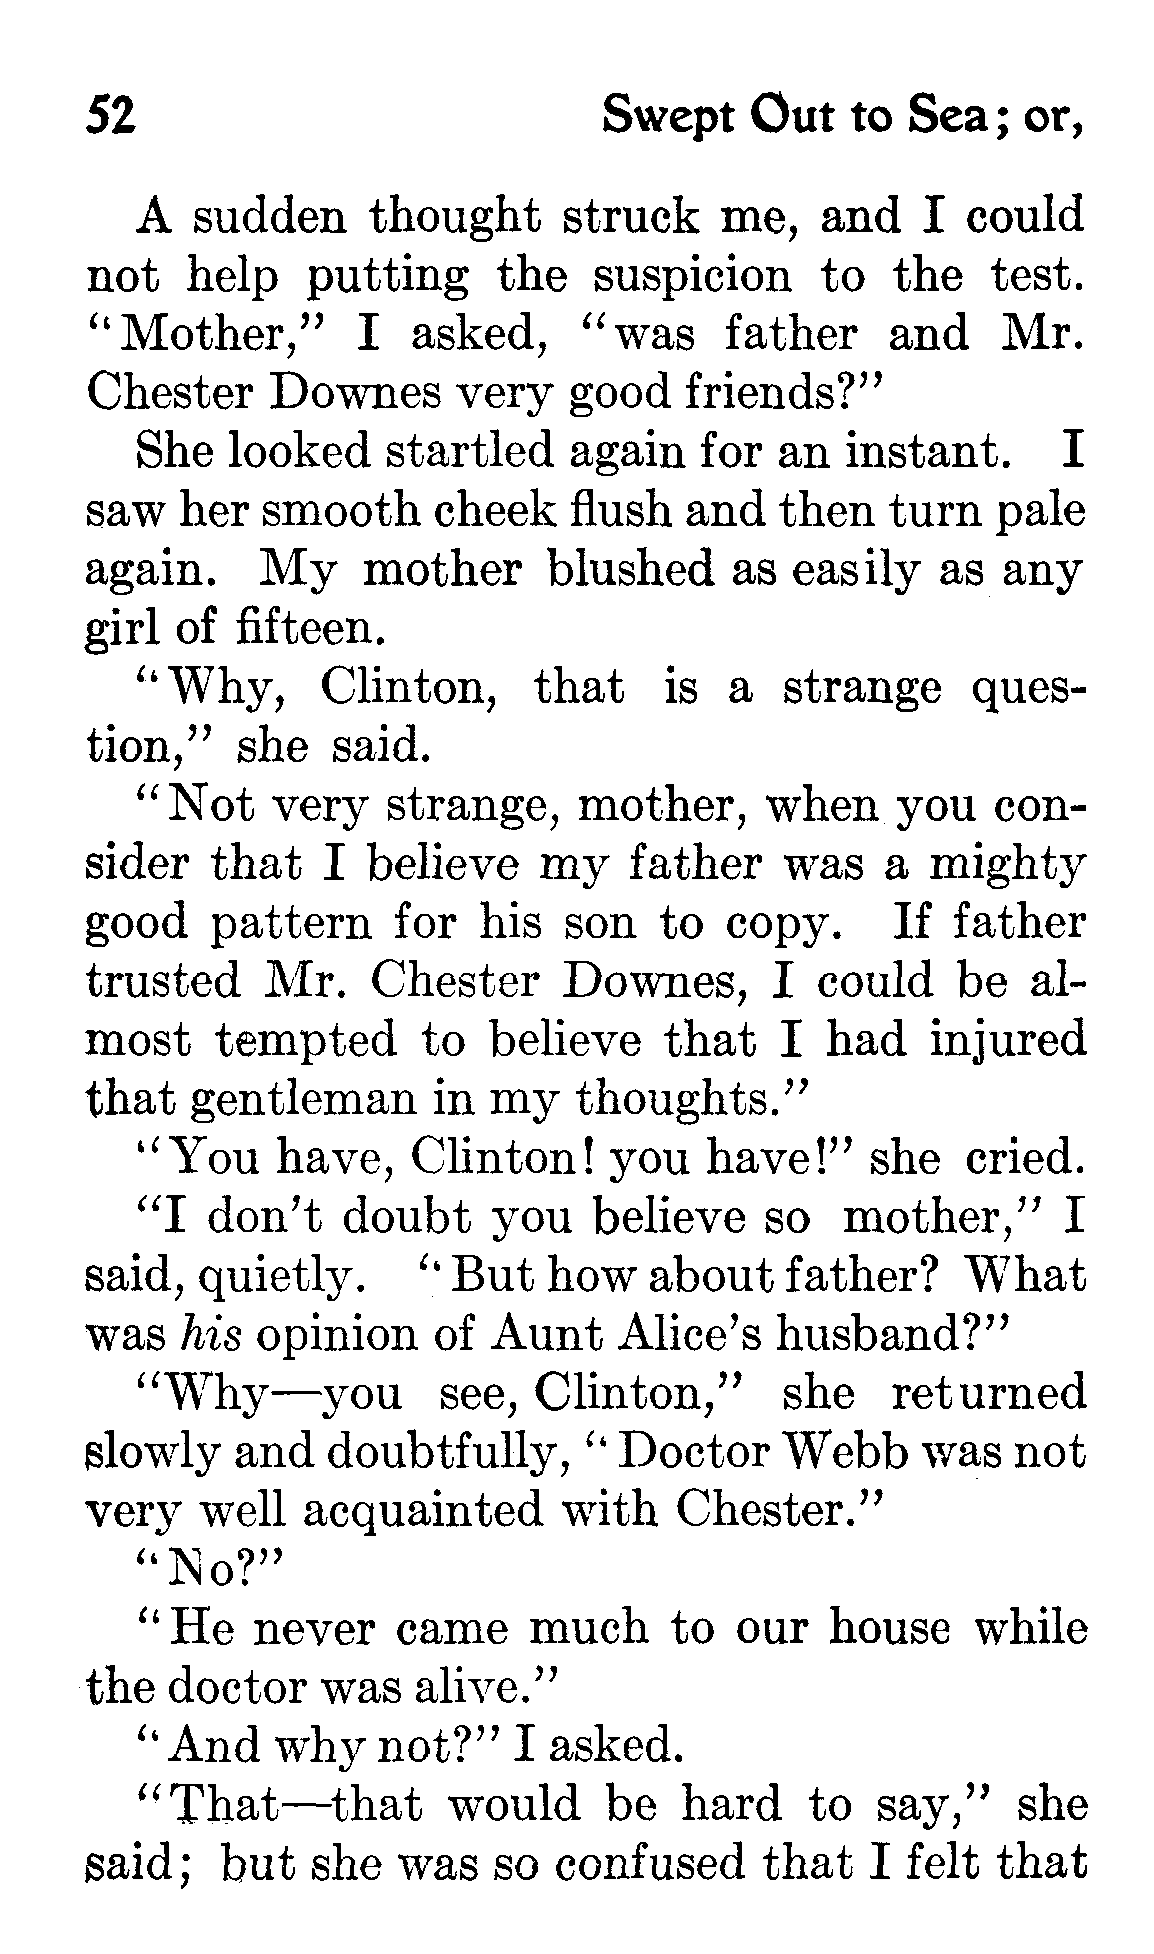 52 Swept Out to Sea; or,
A sudden thought struck me, and I could
not help putting the suspicion to the test.
"Mother," I asked, "was father and Mr.
Chester Downes very good friends?"
She looked startled again for an instant. I
saw her smooth cheek flush and then turn pale
again. My mother blushed as easily as any
girl of fifteen.
"Why, Clinton, that is a strange ques-
tion," she said.
"Not very strange, mother, when you con-
sider that I believe my father was a mighty
good pattern for his son to copy. If father
trusted Mr. Chester Downes, I could be al-
most tempted to believe that I had injured
that gentleman in my thoughts."
"You have, Clinton! you have!" she cried.
"I don't doubt you believe so mother," I
said, quietly. "But how about father? What
was his opinion of Aunt Alice's husband?"
"Why—you see, Clinton," she returned
slowly and doubtfully, "Doctor Webb was not
very well acquainted with Chester."
"No?"
"He never came much to our house while
the doctor was alive."
"And why not?" I asked.
"That—that would be hard to say," she
said; but she was so confused that I felt that